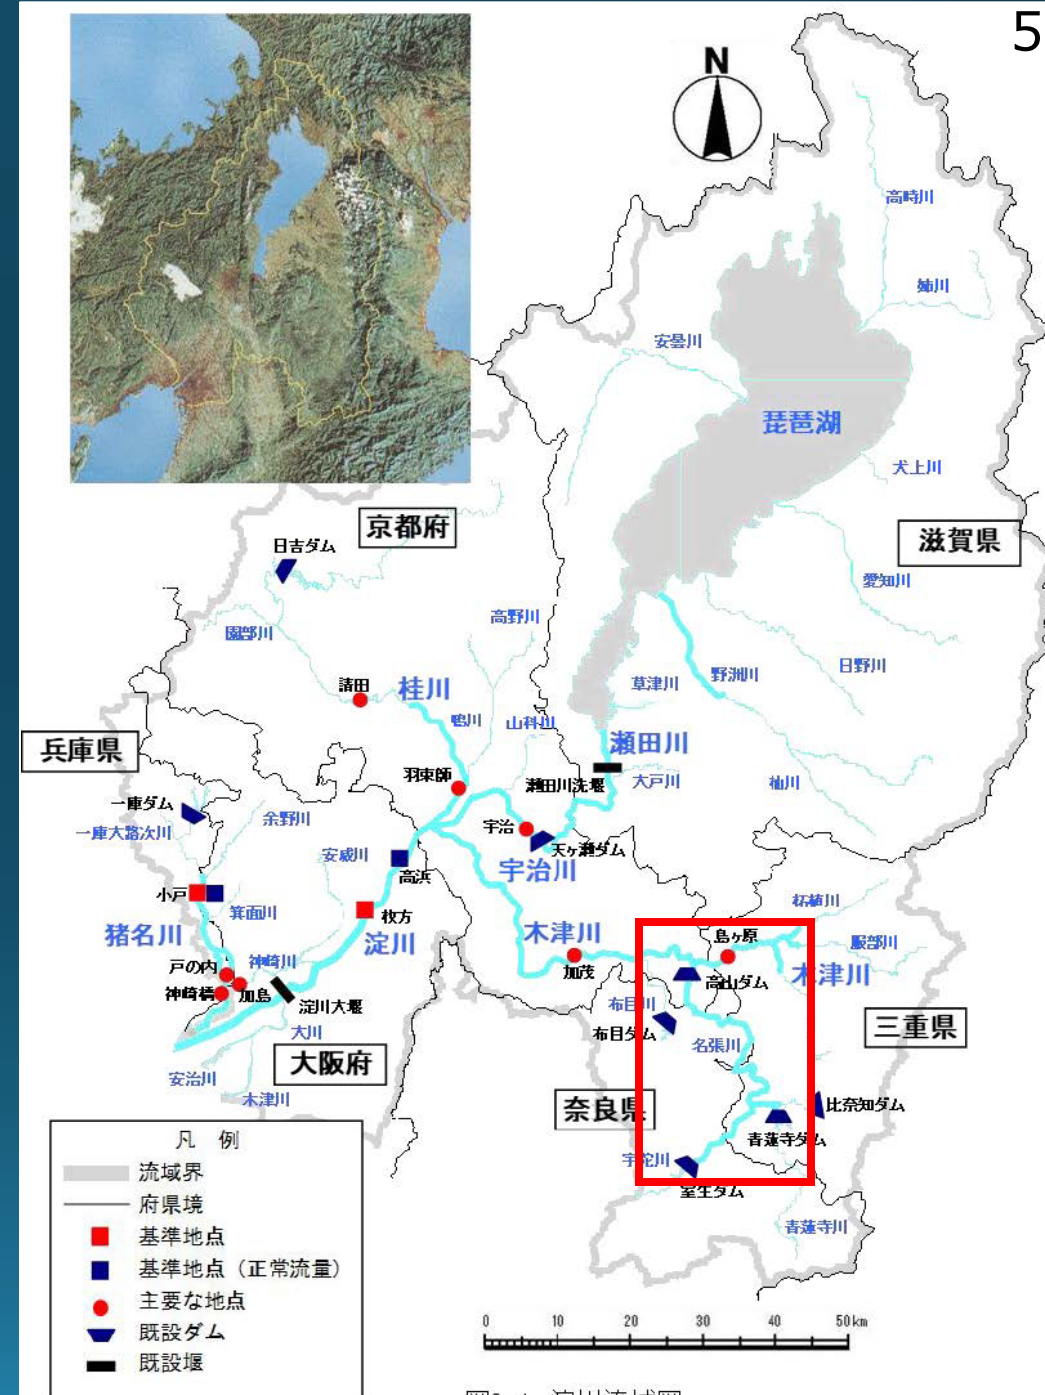 5
N
高時川
姉川
安曇川
琵琶湖
犬上川
京都府
滋賀県
日吉ダム
愛知川
高野川
園部川
日野川
野洲川
草津川
請田
桂川
鴨川
山科川
瀬田川
兵庫県
羽束師
瀬田川洗堰
大戸川
杣川
一庫ダム
余野川
宇治
一庫大路次川
安威川
天ヶ瀬ダム
高浜
宇治川
小戸
柘植川
箕面川
枚方
猪名川
淀川
木津川
島ヶ原
服部川
戸の内
神崎川
加茂
高山ダム
木津川
神崎橋
加島
淀川大堰
布目川
三重県
大川
布目ダム
名張川
大阪府
安治川
木津川
奈良県
比奈知ダム
青蓮寺ダム
宇陀川
室生ダム
青蓮寺川
凡 例
流域界
府県境
基準地点
基準地点（正常流量）
主要な地点
既設ダム
既設堰
0 10 20 30 40 50km